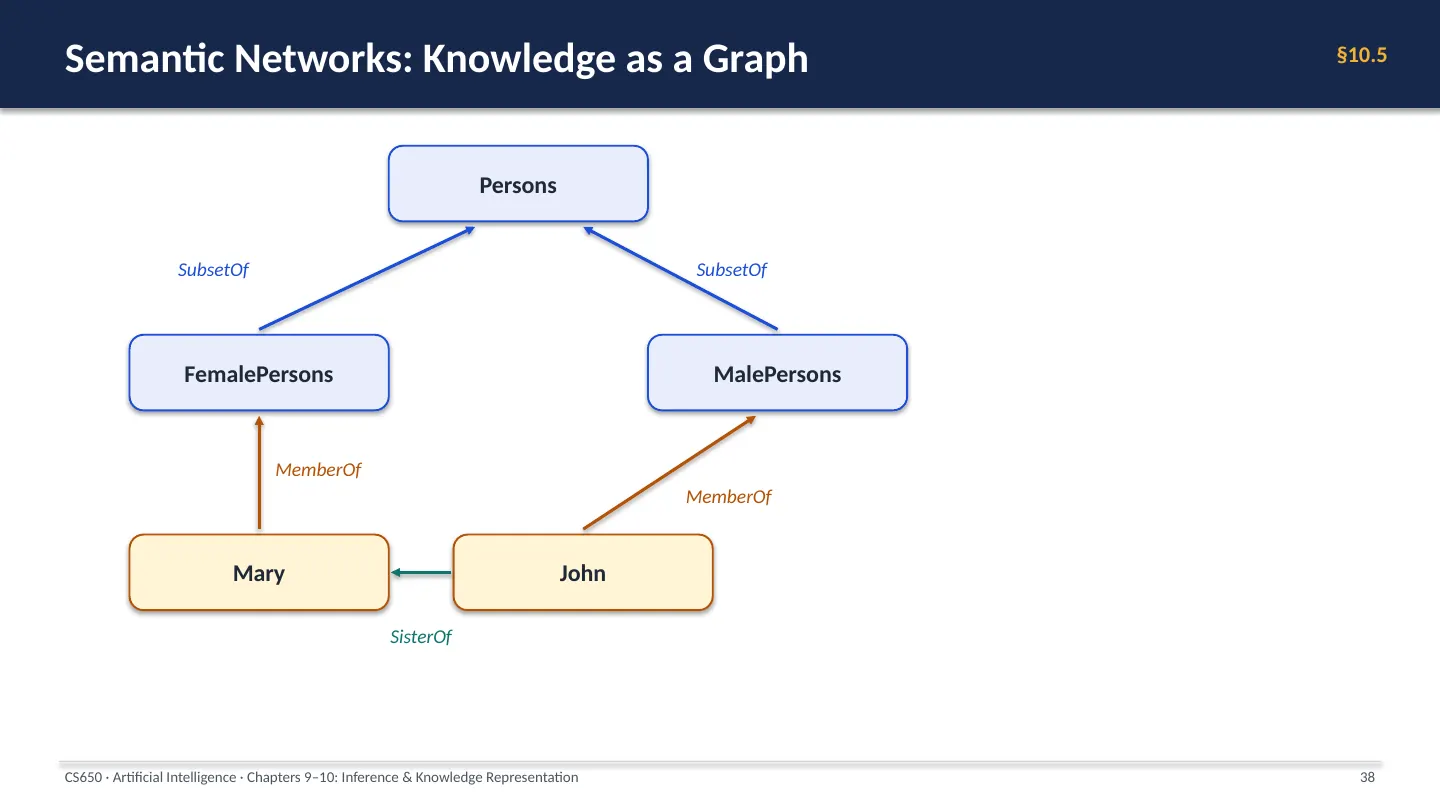 Semantic Networks: Knowledge as a Graph
§10.5
Persons
SubsetOf
SubsetOf
FemalePersons
MalePersons
MemberOf
MemberOf
Mary
John
SisterOf
CS650 · Artificial Intelligence · Chapters 9–10: Inference & Knowledge Representation
38